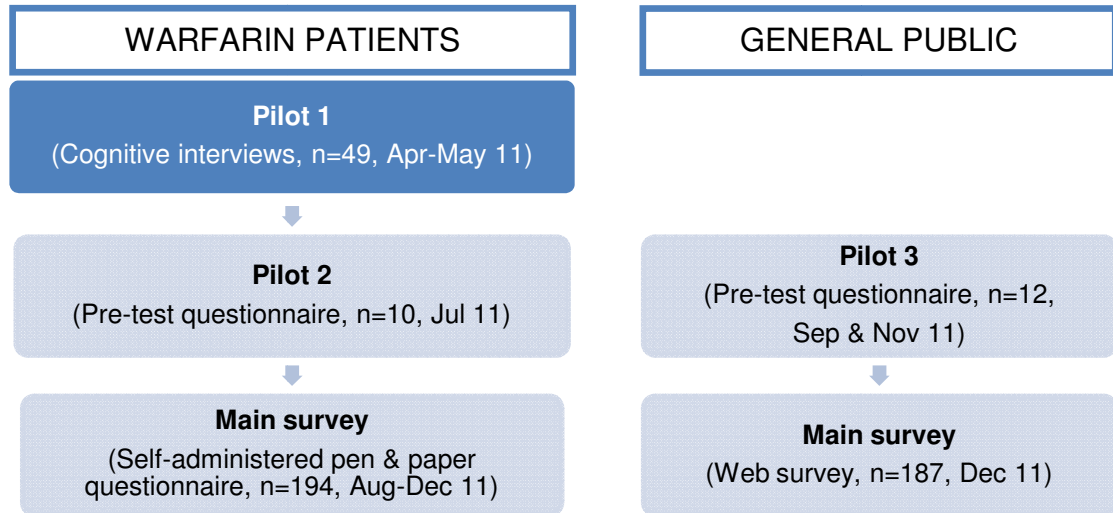 WARFARIN PATIENTS
Pilot 1
(Cognitive interviews, n=49, Apr-May 11)
Pilot 2
(Pre-test questionnaire, n=10, Jul 11)
Main survey
(Self-administered pen & paper
questionnaire, n=194, Aug-Dec 11)
GENERAL PUBLIC
Pilot 3
(Pre-test questionnaire, n=12,
Sep & Nov 11)
Main survey
(Web survey, n=187, Dec 11)